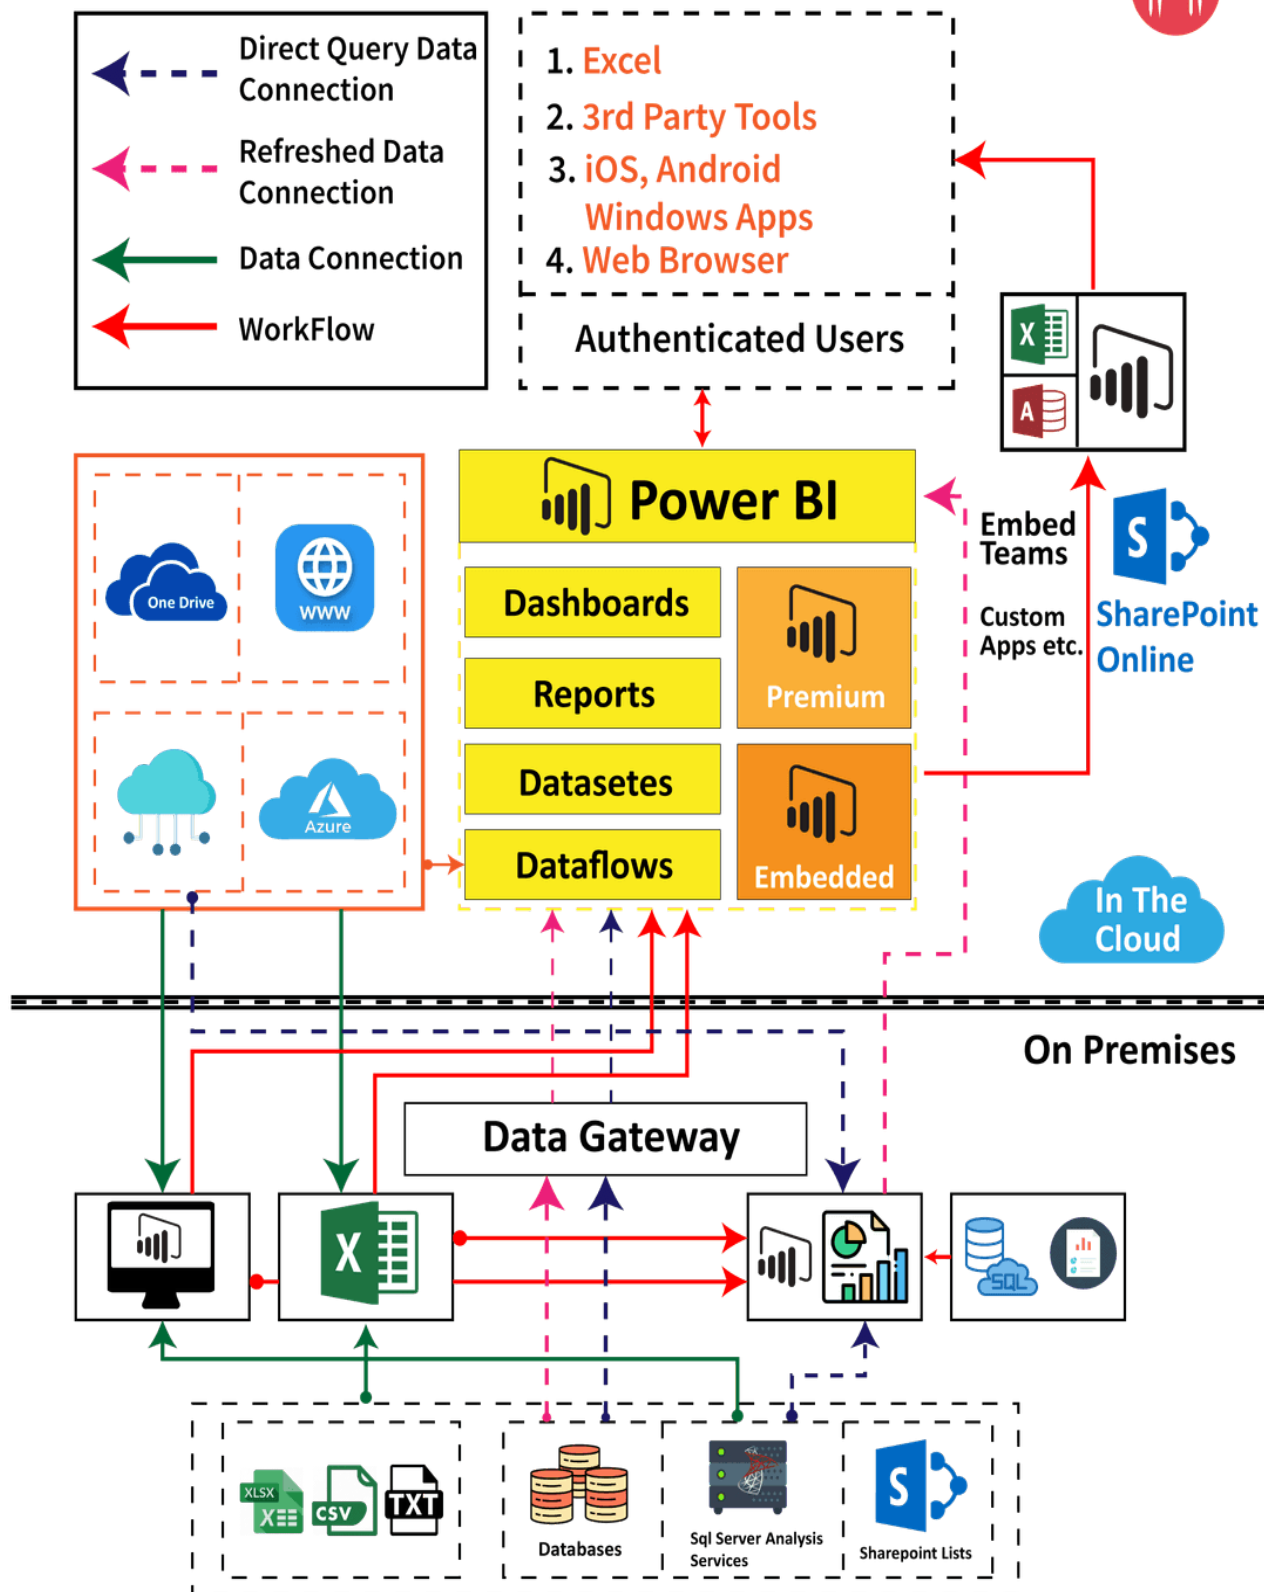 Direct Query Data
Connection
Refreshed Data
Connection
Data Connection
WorkFlow
1. Excel
2. 3rd Party Tools
3. iOS, Android
Windows Apps
4. Web Browser
Authenticated Users
X
A
Power BI
One Drive
WWW
Azure
Dashboards
Reports
Datasetes
Dataflows
Premium
Embedded
Embed
Teams
Custom
Apps etc.
S
SharePoint
Online
In The
Cloud
On Premises
Data Gateway
X
SQL
XLSX
X
CSV
TXT
Databases
Sql Server Analysis
Services
S
Sharepoint Lists